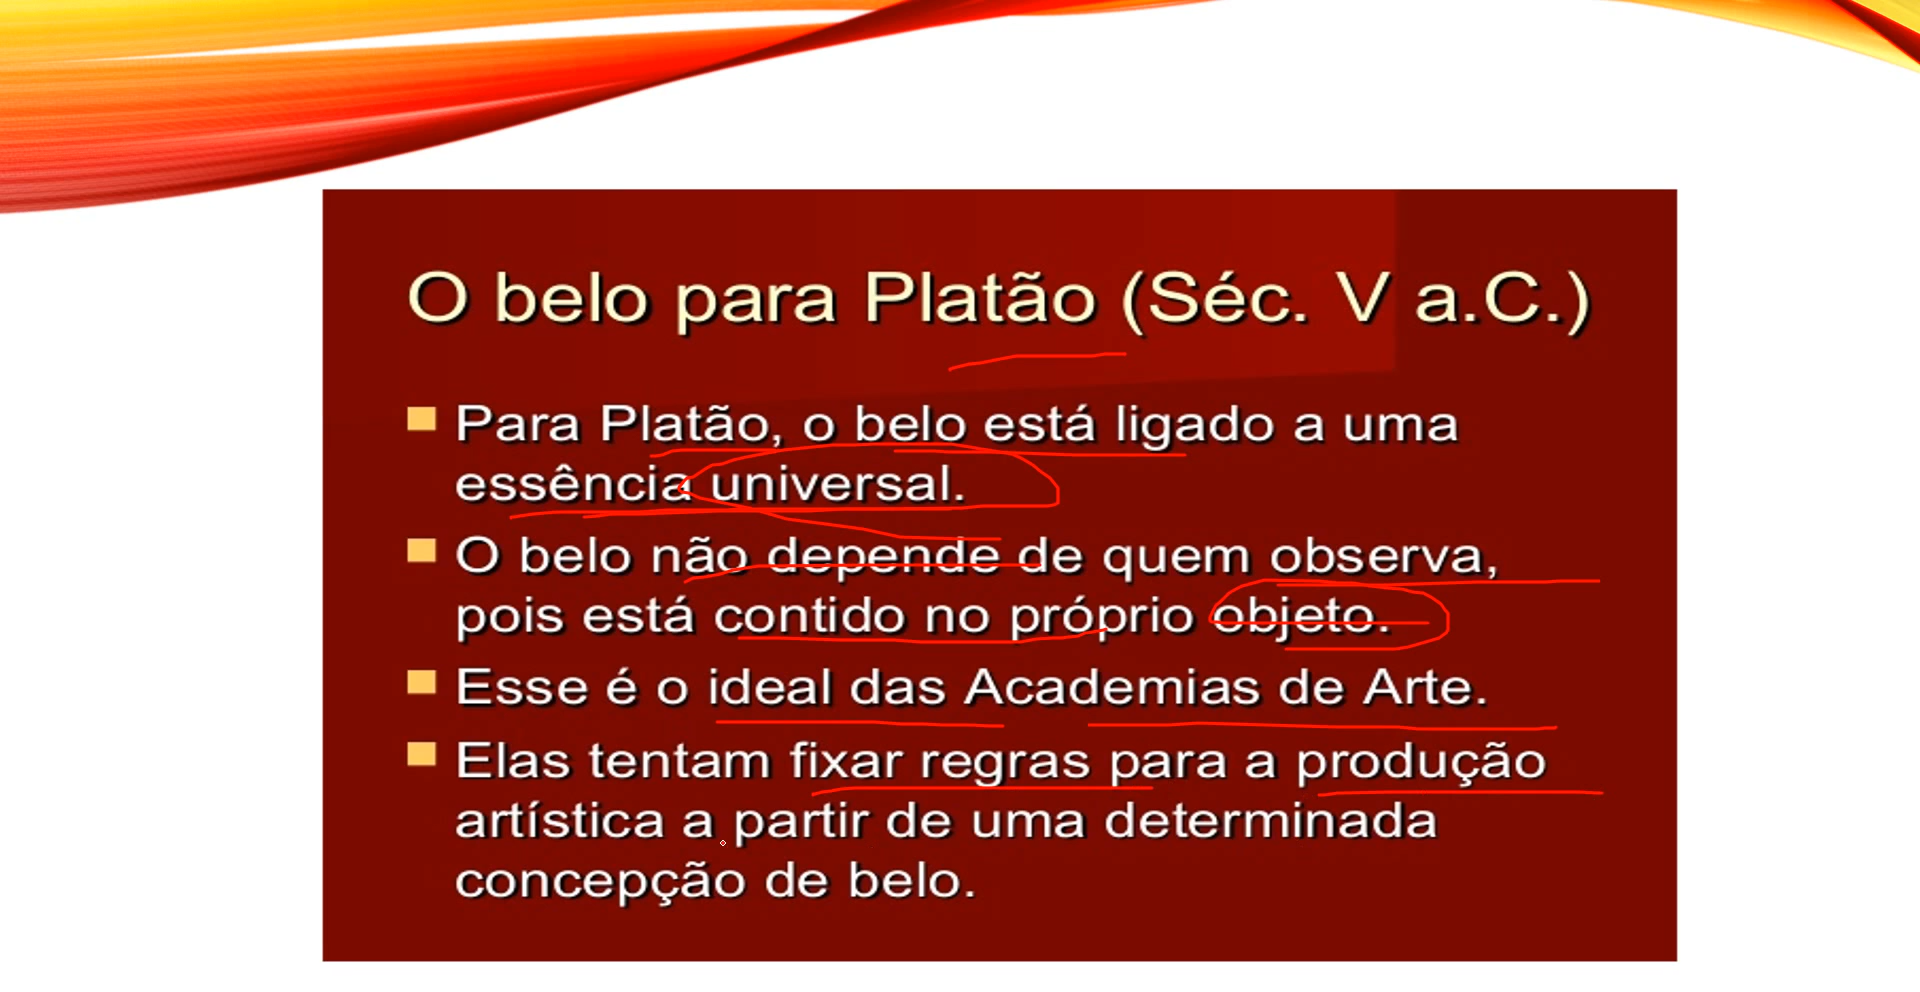 O belo para Platão (Séc. V a.C.)
Para Platão, o belo está ligado a uma
essência universal.
O belo não depende de quem observa,
pois está contido no próprio objeto.
Esse é o ideal das Academias de Arte.
Elas tentam fixar regras para a produção
artística a partir de uma determinada
concepção de belo.